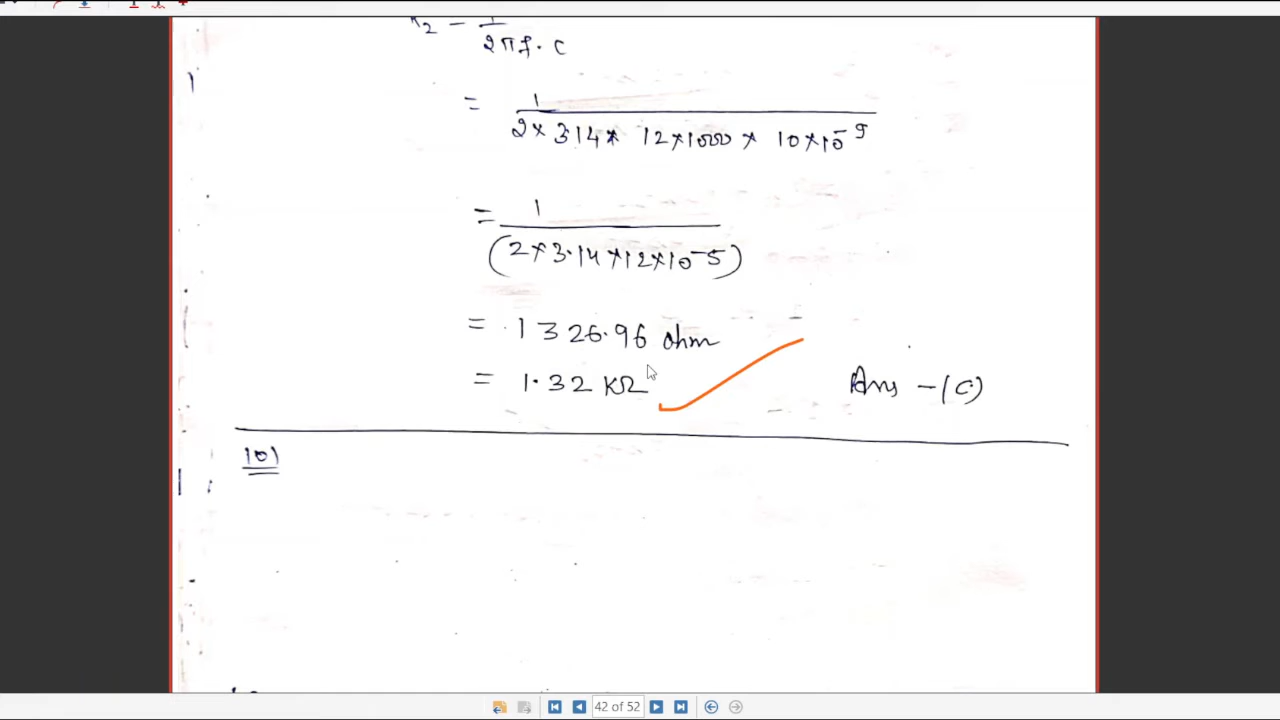 2πf·C
= 1
2×3.14× 12×1000 × 10×10⁻⁹
= 1
(2×3.14×12×10⁻⁵)
= 1326.96 ohm
= 1.32 KΩ Ans - (C)
101
42 of 52